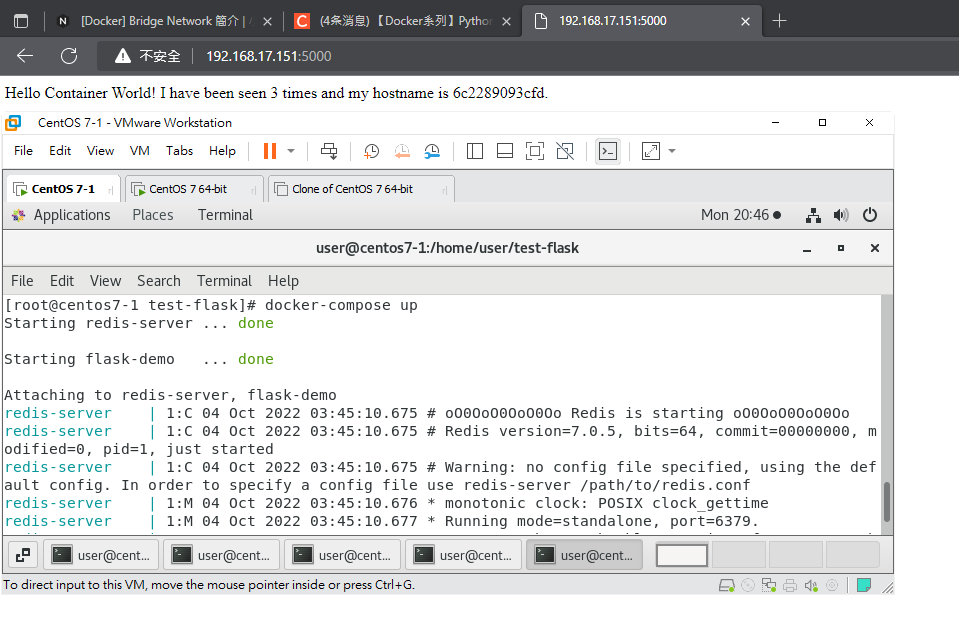 [Docker] Bridge Network 簡介 |
(4条消息) 【Docker系列】Pytho
192.168.17.151:5000
不安全 192.168.17.151:5000
Hello Container World! I have been seen 3 times and my hostname is 6c2289093cfd.
CentOS 7-1 - VMware Workstation
File Edit View VM Tabs Help
CentOS 7-1 CentOS 7 64-bit Clone of CentOS 7 64-bit
Applications Places Terminal Mon 20:46
user@centos7-1:/home/user/test-flask
File Edit View Search Terminal Help
[root@centos7-1 test-flask]# docker-compose up
Starting redis-server ... done
Starting flask-demo ... done
Attaching to redis-server, flask-demo
redis-server | 1:C 04 Oct 2022 03:45:10.675 # oO0OoO0OoO0Oo Redis is starting oO0OoO0OoO0Oo
redis-server | 1:C 04 Oct 2022 03:45:10.675 # Redis version=7.0.5, bits=64, commit=00000000, m
odified=0, pid=1, just started
redis-server | 1:C 04 Oct 2022 03:45:10.675 # Warning: no config file specified, using the def
ault config. In order to specify a config file use redis-server /path/to/redis.conf
redis-server | 1:M 04 Oct 2022 03:45:10.676 * monotonic clock: POSIX clock_gettime
redis-server | 1:M 04 Oct 2022 03:45:10.677 * Running mode=standalone, port=6379.
user@cent... user@cent... user@cent... user@cent... user@cent...
To direct input to this VM, move the mouse pointer inside or press Ctrl+G.